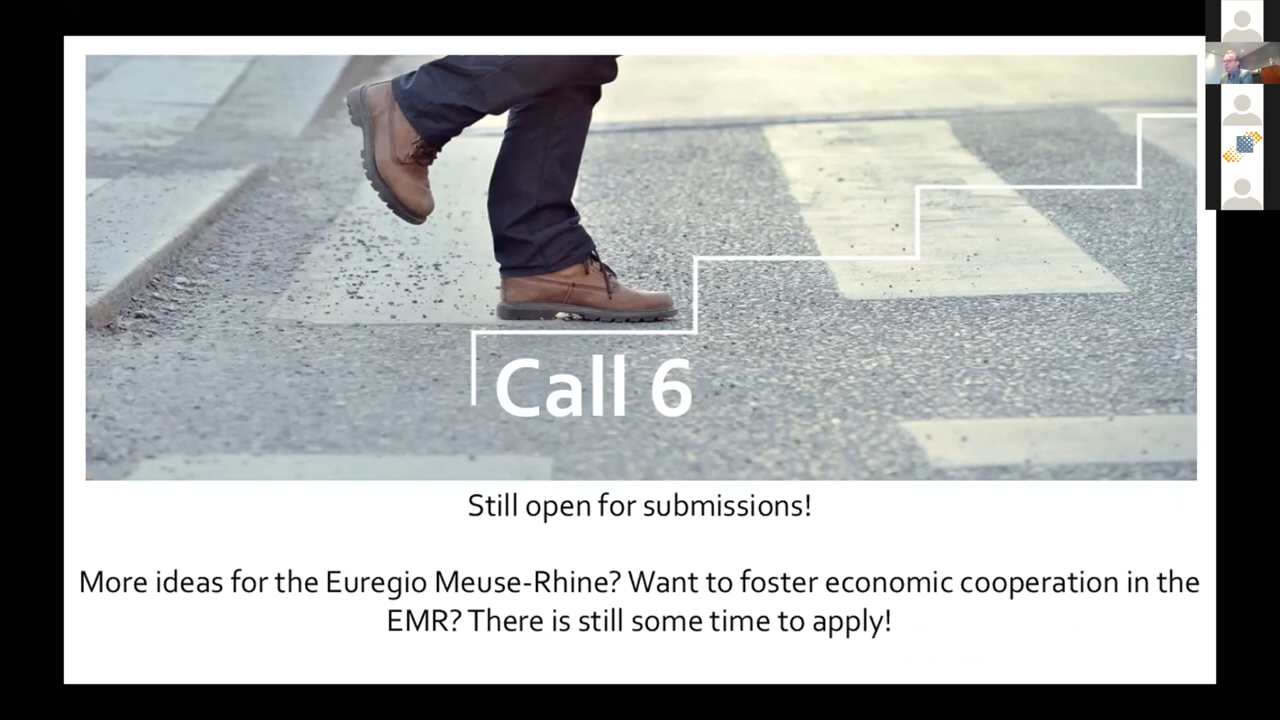 Call 6
Still open for submissions!
More ideas for the Euregio Meuse-Rhine? Want to foster economic cooperation in the
EMR? There is still some time to apply!